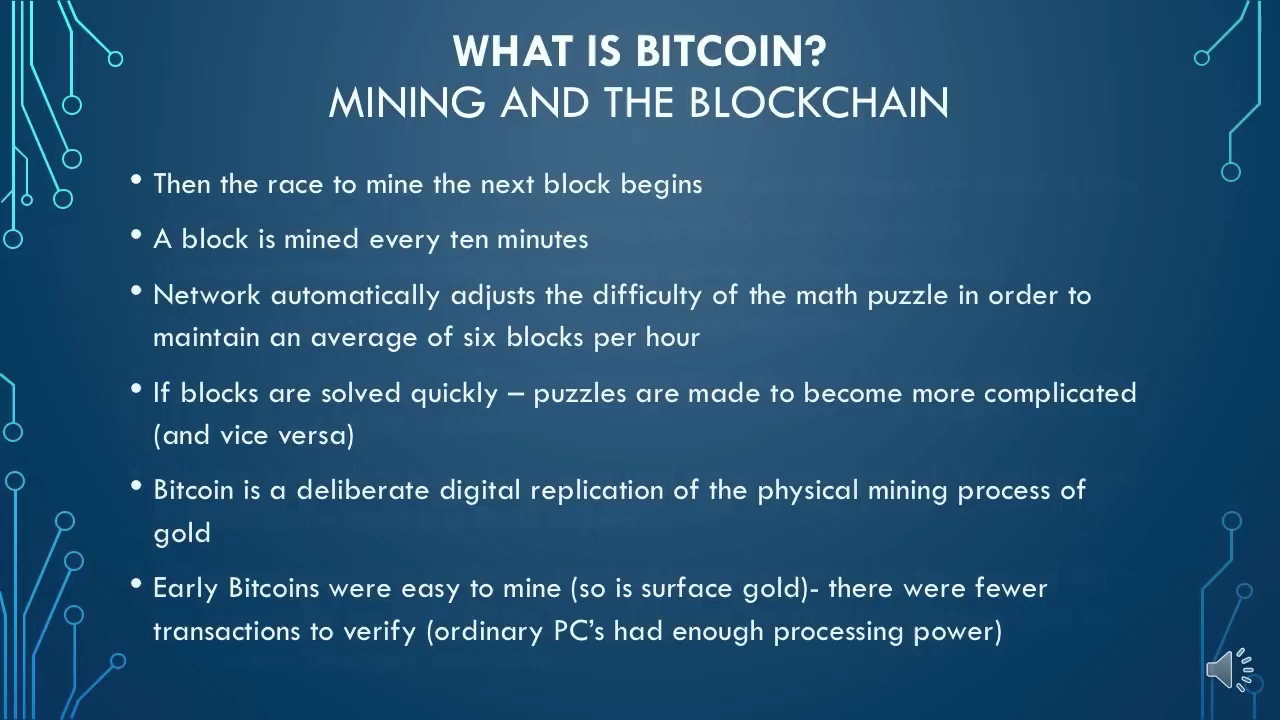 WHAT IS BITCOIN?
MINING AND THE BLOCKCHAIN
• Then the race to mine the next block begins
• A block is mined every ten minutes
• Network automatically adjusts the difficulty of the math puzzle in order to
maintain an average of six blocks per hour
• If blocks are solved quickly – puzzles are made to become more complicated
(and vice versa)
• Bitcoin is a deliberate digital replication of the physical mining process of
gold
• Early Bitcoins were easy to mine (so is surface gold)- there were fewer
transactions to verify (ordinary PC’s had enough processing power)